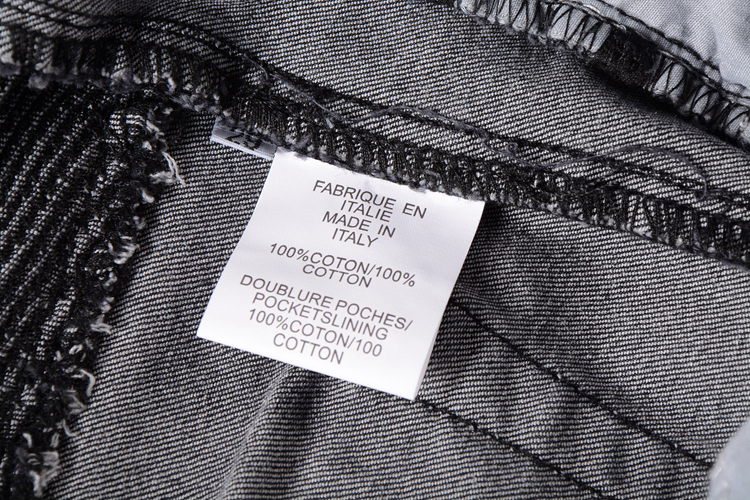 FABRIQUE EN
ITALIE
MADE IN
ITALY
100%COTON/100%
COTTON
DOUBLURE POCHES/
POCKETSLINING
100%COTON/100
COTTON